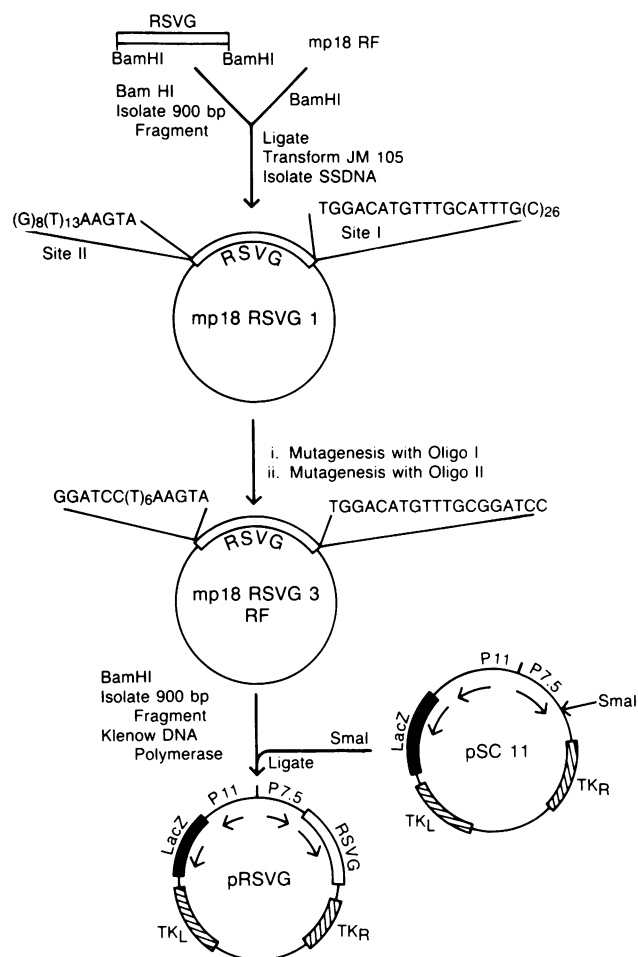 RSVG
BamHI
BamHI
mp18 RF
Bam HI
Isolate 900 bp
Fragment
BamHI
Ligate
Transform JM 105
Isolate SSDNA
(G)8(T)13AAGTA
Site II
TGGACATGTTTGCATTTG(C)26
Site I
RSVG
mp18 RSVG 1
i. Mutagenesis with Oligo I
ii. Mutagenesis with Oligo II
GGATCC(T)6AAGTA
TGGACATGTTTGCGGATCC
RSVG
mp18 RSVG 3
RF
BamHI
Isolate 900 bp
Fragment
Klenow DNA
Polymerase
SmaI
Ligate
P11
P7.5
SmaI
LacZ
pSC 11
TKL
TKR
P11
P7.5
LacZ
RSVG
pRSVG
TKL
TKR